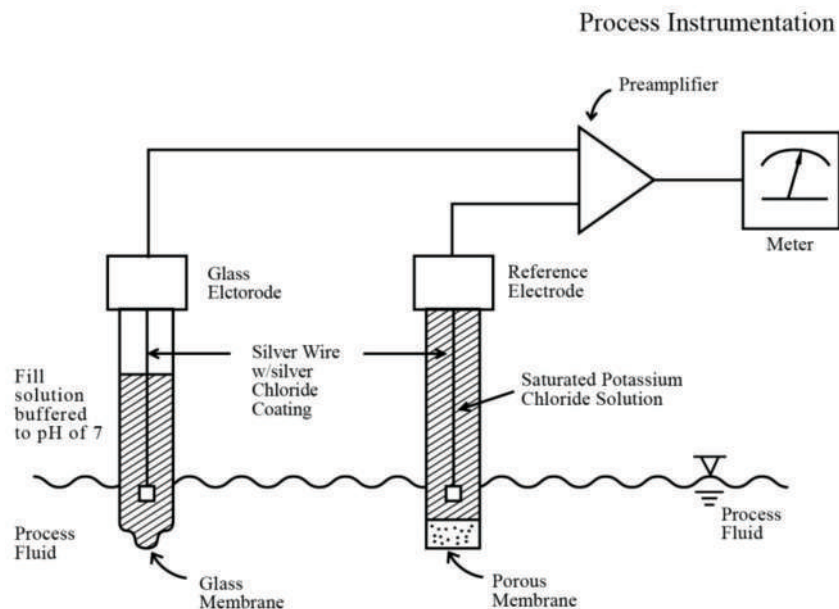 Process Instrumentation
Preamplifier
Meter
Glass
Elctorode
Reference
Electrode
Silver Wire
w/silver
Chloride
Coating
Saturated Potassium
Chloride Solution
Fill
solution
buffered
to pH of 7
Process
Fluid
Process
Fluid
Glass
Membrane
Porous
Membrane